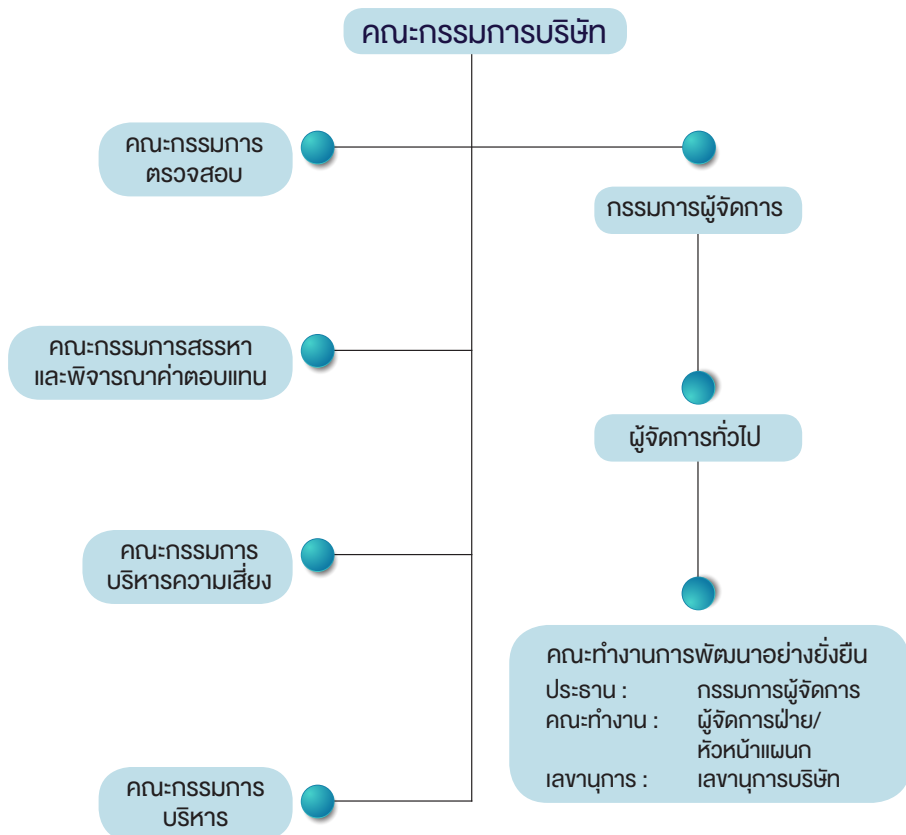 คณะกรรมการบริษัท
คณะกรรมการ
ตรวจสอบ
กรรมการผู้จัดการ
คณะกรรมการสรรหา
และพิจารณาค่าตอบแทน
ผู้จัดการทั่วไป
คณะกรรมการ
บริหารความเสี่ยง
คณะทำงานการพัฒนาอย่างยั่งยืน
ประธาน : กรรมการผู้จัดการ
คณะทำงาน : ผู้จัดการฝ่าย/
หัวหน้าแผนก
เลขานุการ : เลขานุการบริษัท
คณะกรรมการ
บริหาร